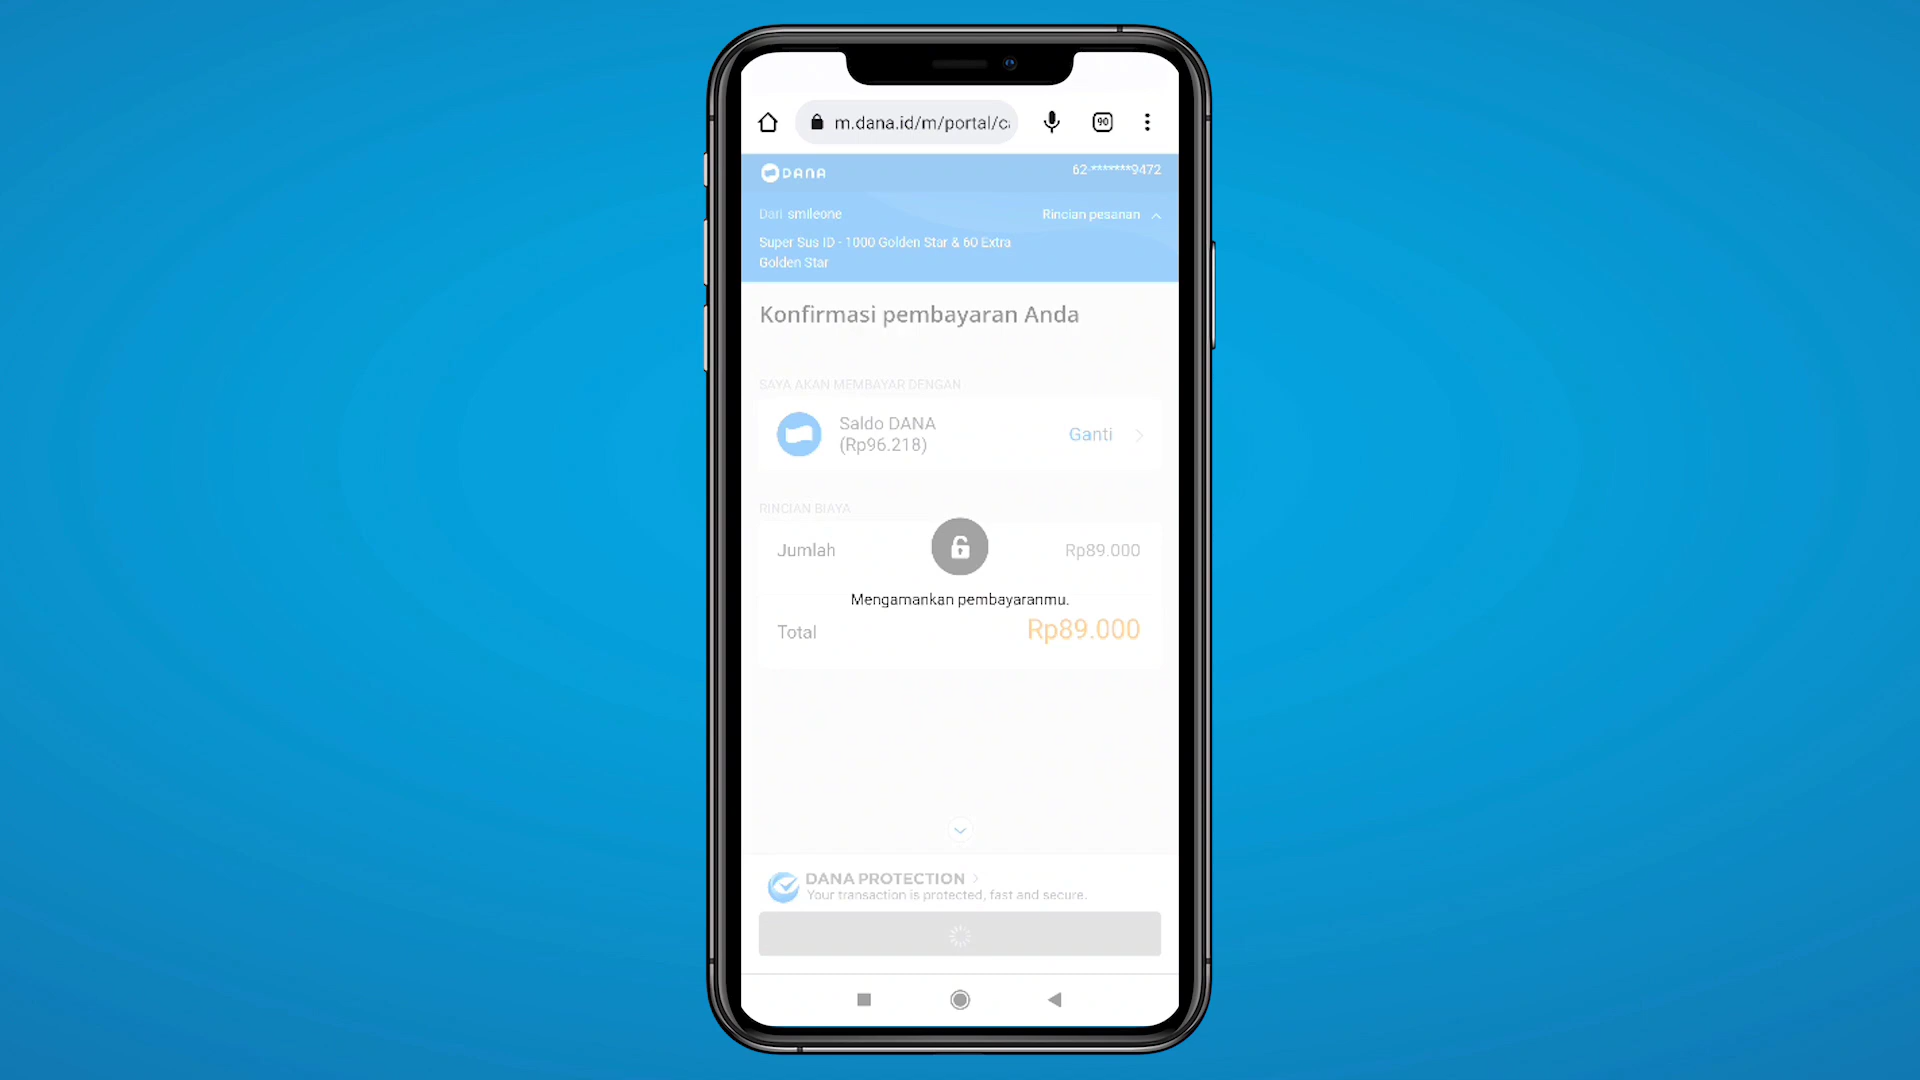 m.dana.id/m/portal/ca
90
DANA
62-*******9472
Dari smileone
Rincian pesanan
Super Sus ID - 1000 Golden Star & 60 Extra
Golden Star
Konfirmasi pembayaran Anda
SAYA AKAN MEMBAYAR DENGAN
Saldo DANA
(Rp96.218)
Ganti
RINCIAN BIAYA
Jumlah
Rp89.000
Mengamankan pembayaranmu.
Total
Rp89.000
DANA PROTECTION
Your transaction is protected, fast and secure.